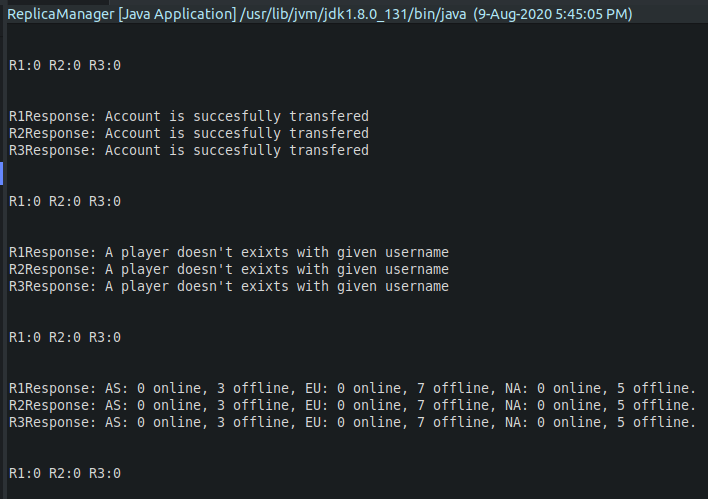 ReplicaManager [Java Application] /usr/lib/jvm/jdk1.8.0_131/bin/java (9-Aug-2020 5:45:05 PM)
R1:0 R2:0 R3:0
R1Response: Account is succesfully transfered
R2Response: Account is succesfully transfered
R3Response: Account is succesfully transfered
R1:0 R2:0 R3:0
R1Response: A player doesn't exixts with given username
R2Response: A player doesn't exixts with given username
R3Response: A player doesn't exixts with given username
R1:0 R2:0 R3:0
R1Response: AS: 0 online, 3 offline, EU: 0 online, 7 offline, NA: 0 online, 5 offline.
R2Response: AS: 0 online, 3 offline, EU: 0 online, 7 offline, NA: 0 online, 5 offline.
R3Response: AS: 0 online, 3 offline, EU: 0 online, 7 offline, NA: 0 online, 5 offline.
R1:0 R2:0 R3:0